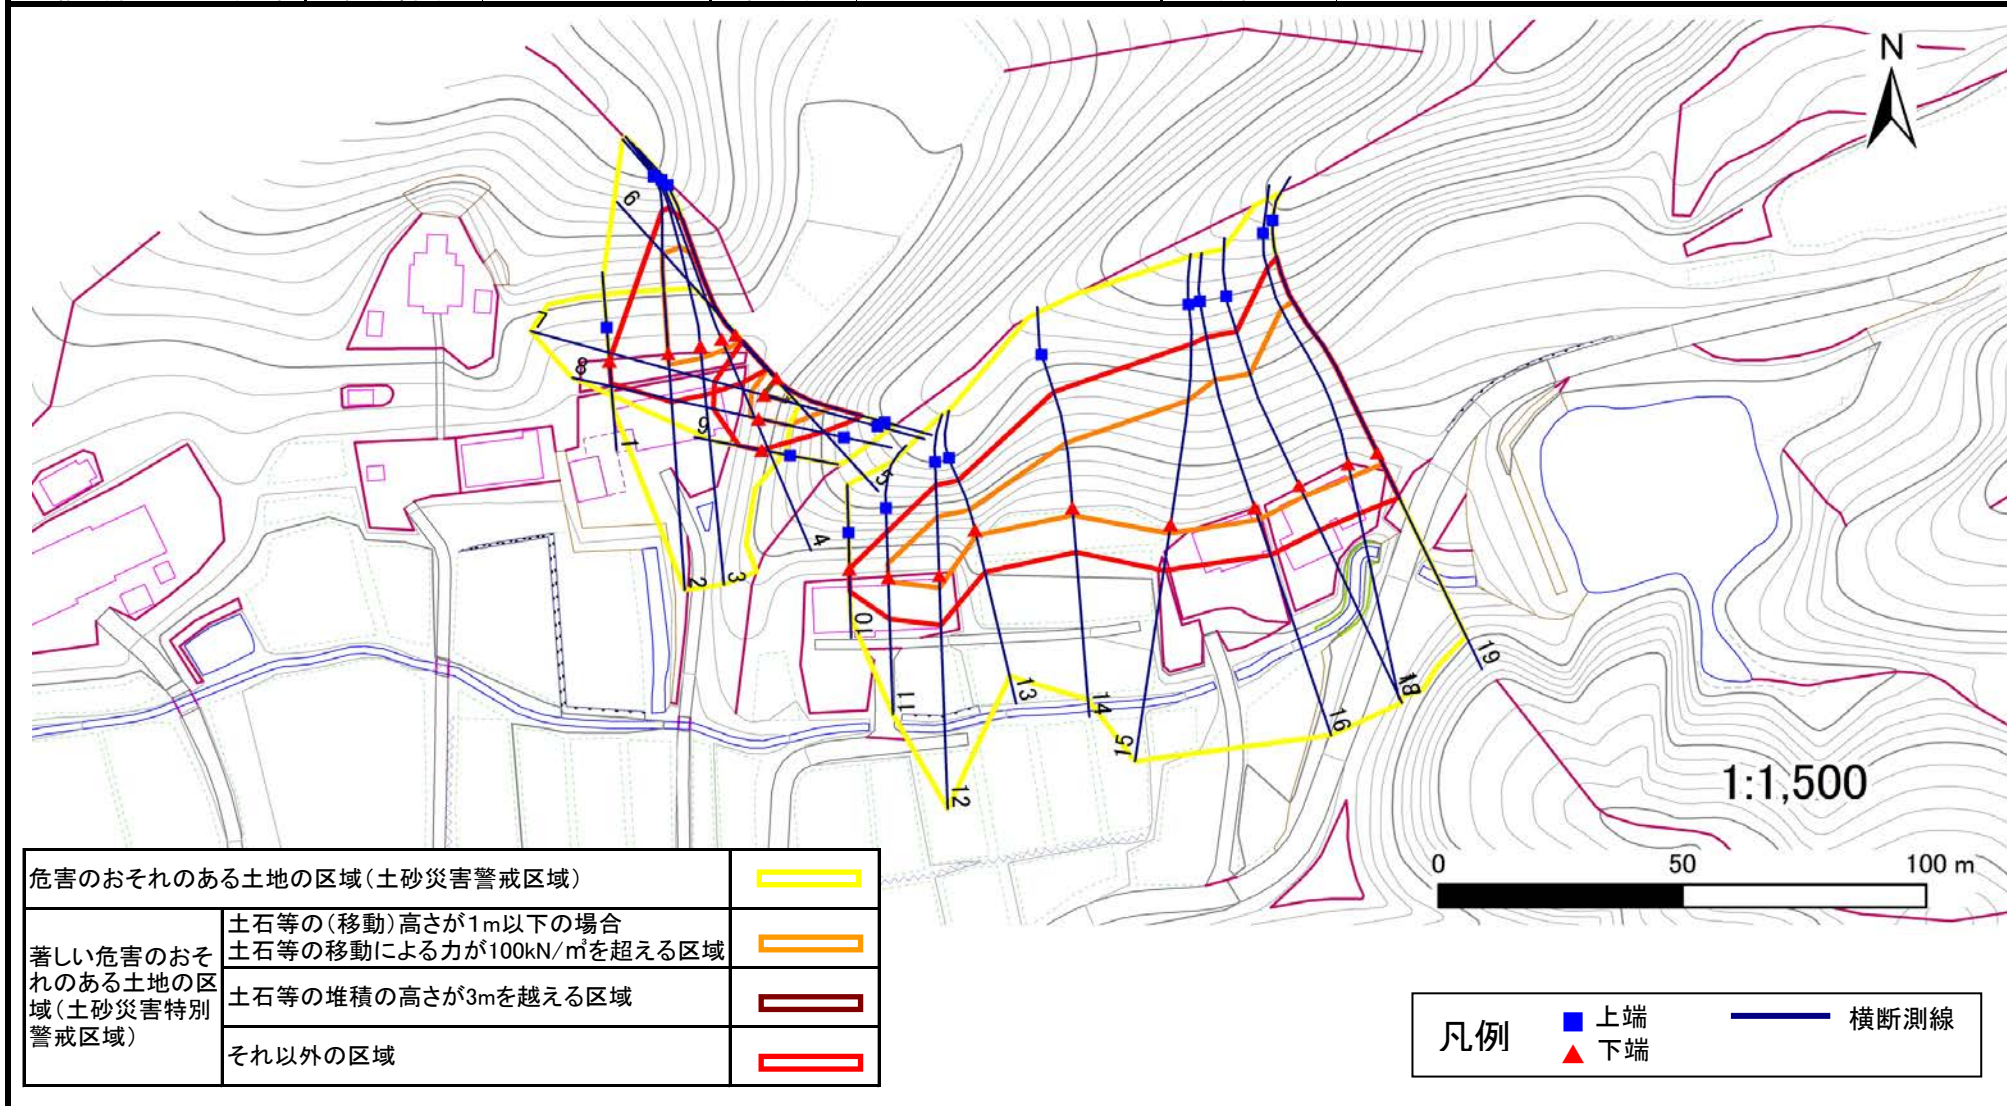 N
6
7
8
9
1
2
3
4
5
10
11
12
13
14
15
16
18
19
1:1,500
0 50 100 m
危害のおそれのある土地の区域(土砂災害警戒区域)
著しい危害のおそ
れのある土地の区
域(土砂災害特別
警戒区域)
土石等の(移動)高さが1m以下の場合
土石等の移動による力が100kN/㎡を超える区域
土石等の堆積の高さが3mを越える区域
それ以外の区域
凡例
上端
下端
横断測線